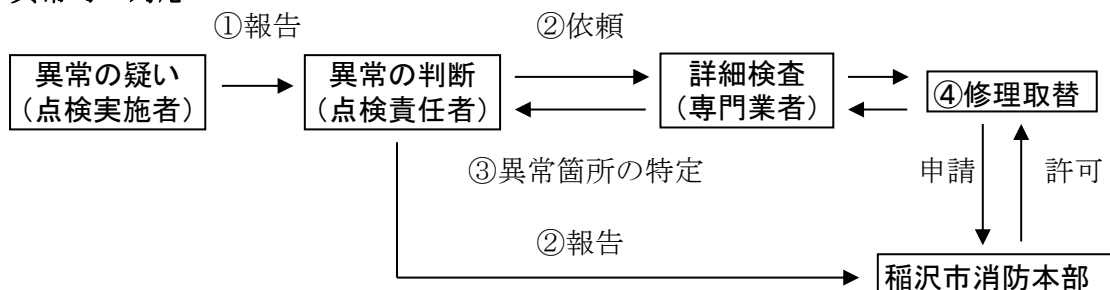 ①報告
②依頼
異常の疑い
(点検実施者)
異常の判断
(点検責任者)
詳細検査
(専門業者)
④修理取替
③異常箇所の特定
申請
許可
②報告
稲沢市消防本部